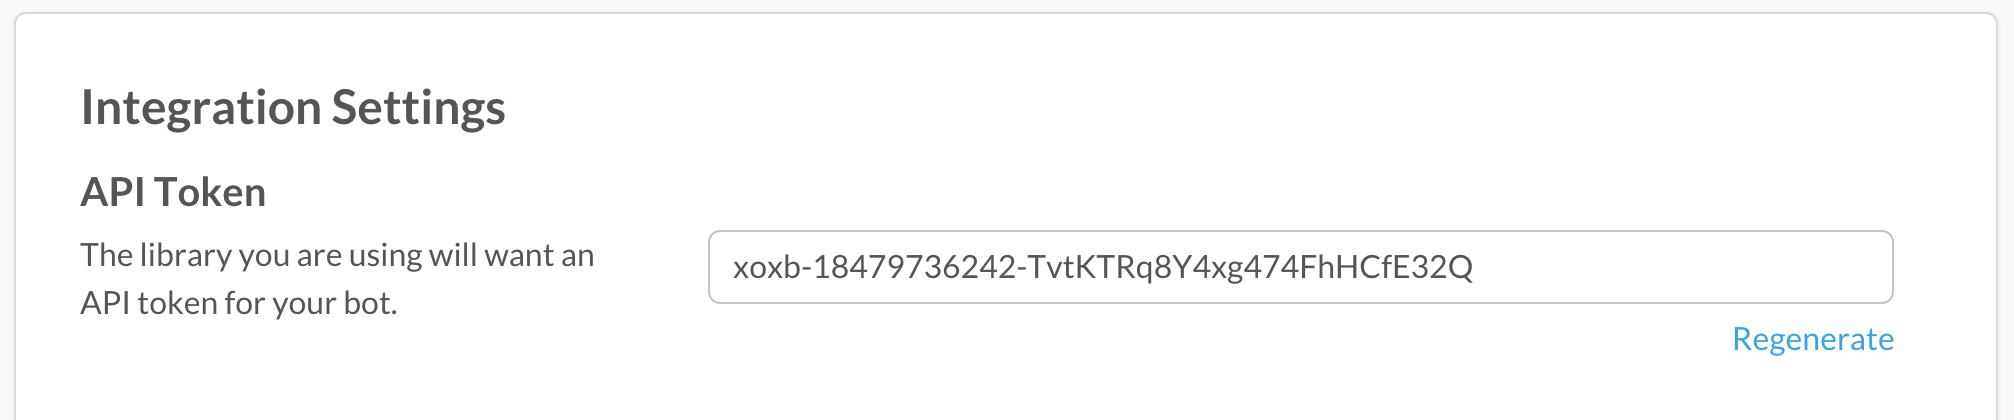 Integration Settings
API Token
The library you are using will want an
API token for your bot.
xoxb-18479736242-TvtKTRq8Y4xg474FhHCfE32Q
Regenerate